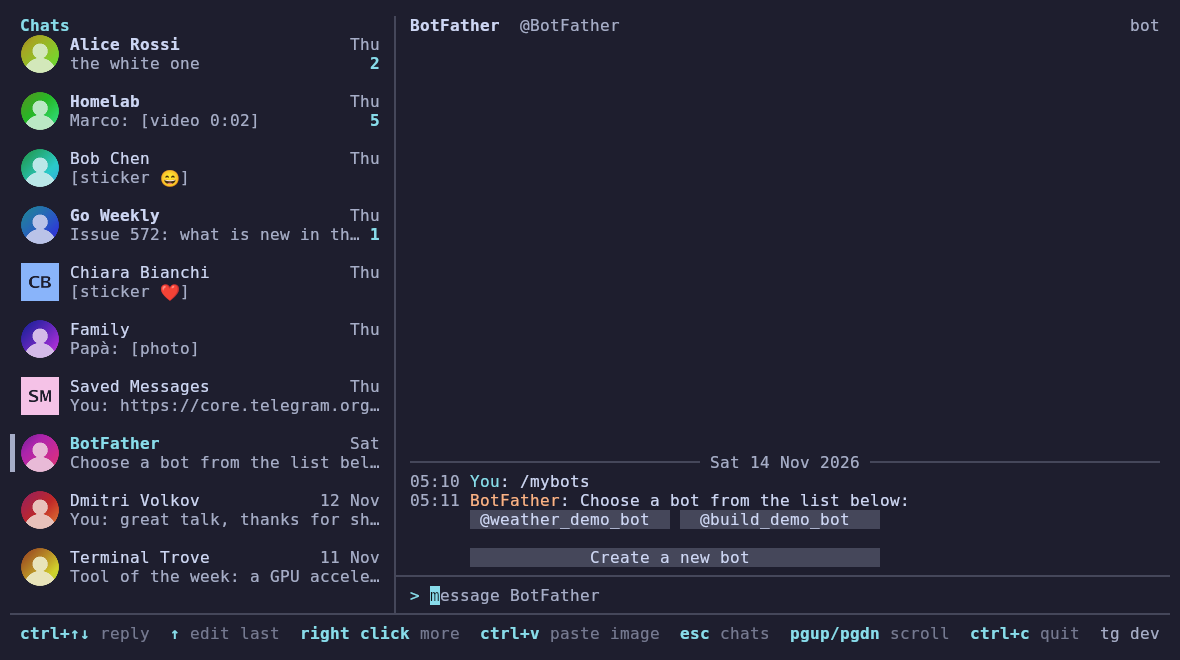 Chats
Alice Rossi Thu
the white one 2
Homelab Thu
Marco: [video 0:02] 5
Bob Chen Thu
[sticker 😄]
Go Weekly Thu
Issue 572: what is new in th… 1
CB
Chiara Bianchi Thu
[sticker ❤️]
Family Thu
Papà: [photo]
SM
Saved Messages Thu
You: https://core.telegram.org…
BotFather Sat
Choose a bot from the list bel…
Dmitri Volkov 12 Nov
You: great talk, thanks for sh…
Terminal Trove 11 Nov
Tool of the week: a GPU accele…
BotFather @BotFather bot
Sat 14 Nov 2026
05:10 You: /mybots
05:11 BotFather: Choose a bot from the list below:
@weather_demo_bot @build_demo_bot
Create a new bot
> message BotFather
ctrl+↑↓ reply ↑ edit last right click more ctrl+v paste image esc chats pgup/pgdn scroll ctrl+c quit tg dev